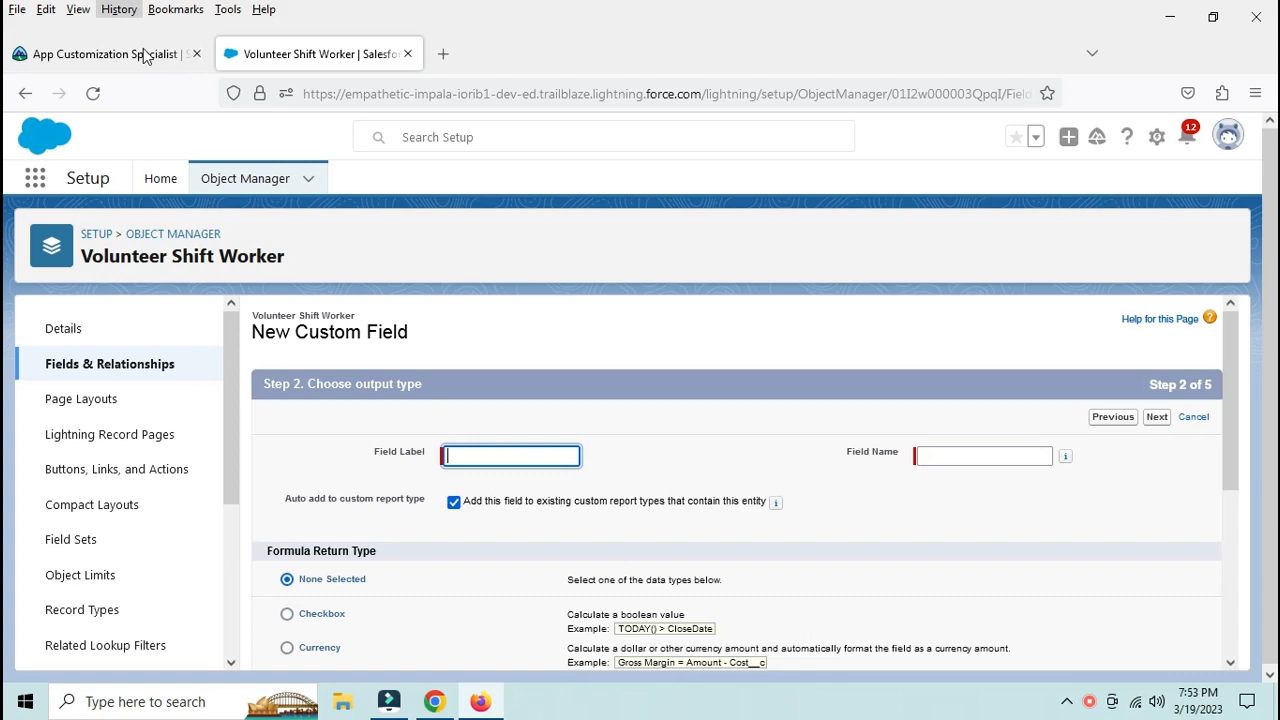 File Edit View History Bookmarks Tools Help
App Customization Specialist | S
Volunteer Shift Worker | Salesfo
https://empathetic-impala-iorib1-dev-ed.trailblaze.lightning.force.com/lightning/setup/ObjectManager/01I2w000003QpqI/Field
Search Setup
12
Setup Home Object Manager
SETUP > OBJECT MANAGER
Volunteer Shift Worker
Details
Fields & Relationships
Page Layouts
Lightning Record Pages
Buttons, Links, and Actions
Compact Layouts
Field Sets
Object Limits
Record Types
Related Lookup Filters
Volunteer Shift Worker
New Custom Field
Help for this Page
Step 2. Choose output type
Step 2 of 5
Previous Next Cancel
Field Label
Field Name
Auto add to custom report type
Add this field to existing custom report types that contain this entity
Formula Return Type
None Selected
Select one of the data types below.
Checkbox
Calculate a boolean value
Example: TODAY() > CloseDate
Currency
Calculate a dollar or other currency amount and automatically format the field as a currency amount.
Example: Gross Margin = Amount - Cost__c
Type here to search
7:53 PM
3/19/2023